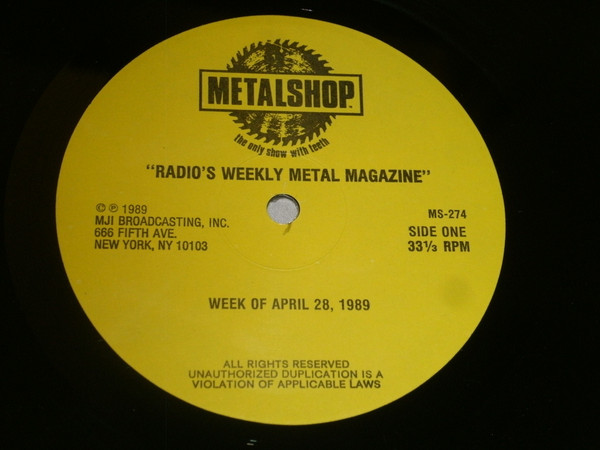 METALSHOP™
the only show with teeth
"RADIO'S WEEKLY METAL MAGAZINE"
© ℗ 1989
MJI BROADCASTING, INC.
666 FIFTH AVE.
NEW YORK, NY 10103
MS-274
SIDE ONE
33⅓ RPM
WEEK OF APRIL 28, 1989
ALL RIGHTS RESERVED
UNAUTHORIZED DUPLICATION IS A
VIOLATION OF APPLICABLE LAWS